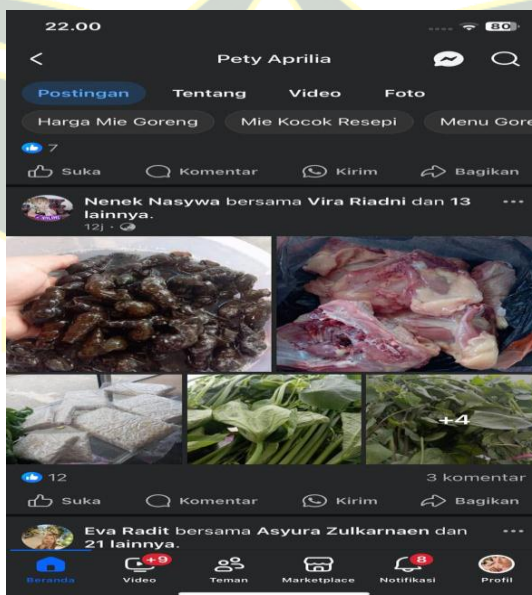 22.00
80
Pety Aprilia
Postingan Tentang Video Foto
Harga Mie Goreng Mie Kocok Resepi Menu Gore
7
Suka Komentar Kirim Bagikan
Nenek Nasywa bersama Vira Riadni dan 13
lainnya.
12j ·
+4
12 3 komentar
Suka Komentar Kirim Bagikan
Eva Radit bersama Asyura Zulkarnaen dan
21 lainnya.
+9 8
Beranda Video Teman Marketplace Notifikasi Profil